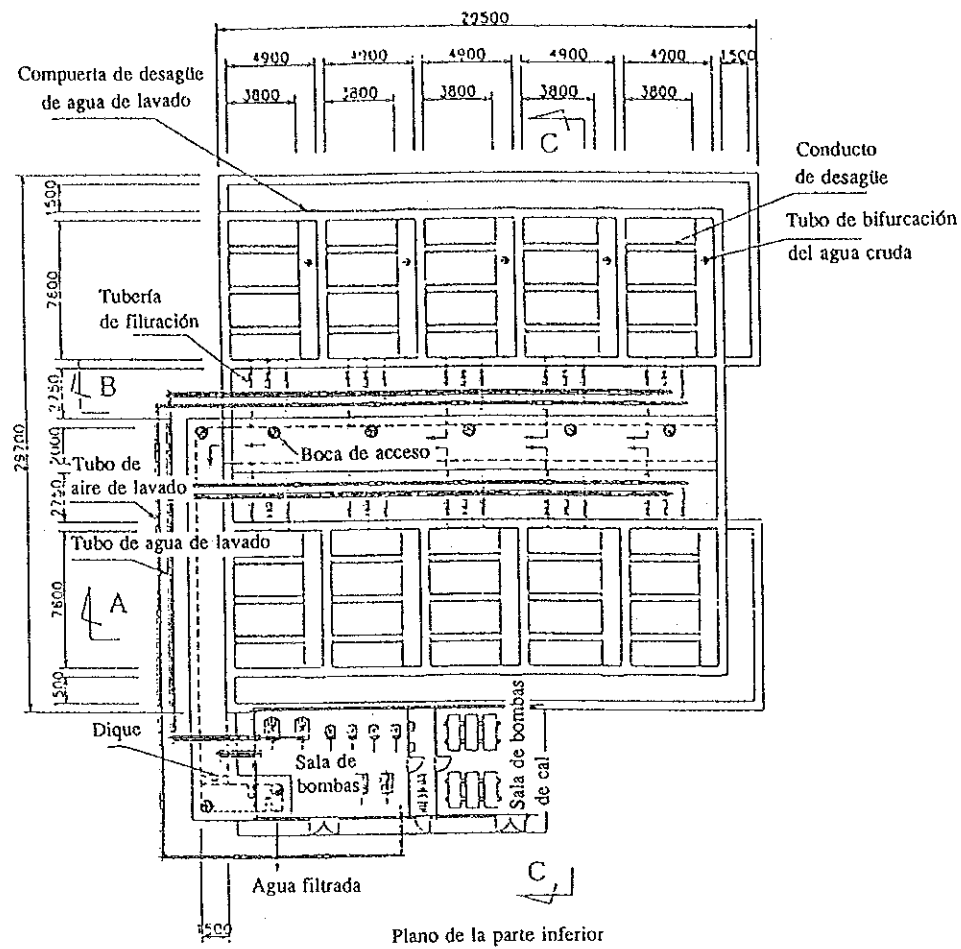 29500
4900 4900 4900 4900 4900 1500
3800 3800 3800 3800 3800
Compuerta de desagüe
de agua de lavado
C
Conducto
de desagüe
Tubo de bifurcación
del agua cruda
1500
7600
Tubería
de filtración
B
2000
Boca de acceso
Tubo de
aire de lavado
2750
Tubo de agua de lavado
7600
A
1500
Dique
Sala de
bombas
Sala de bombas
de cal
Agua filtrada
C
1500
Plano de la parte inferior